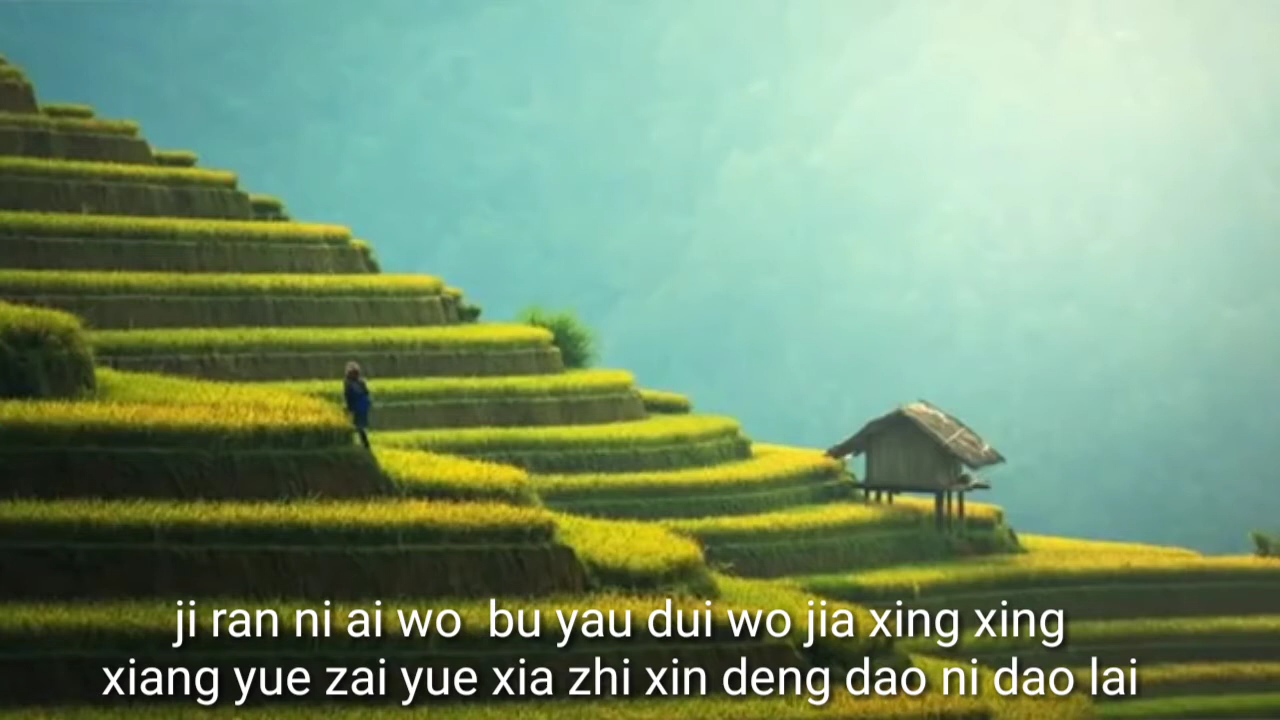 ji ran ni ai wo bu yau dui wo jia xing xing
xiang yue zai yue xia zhi xin deng dao ni dao lai